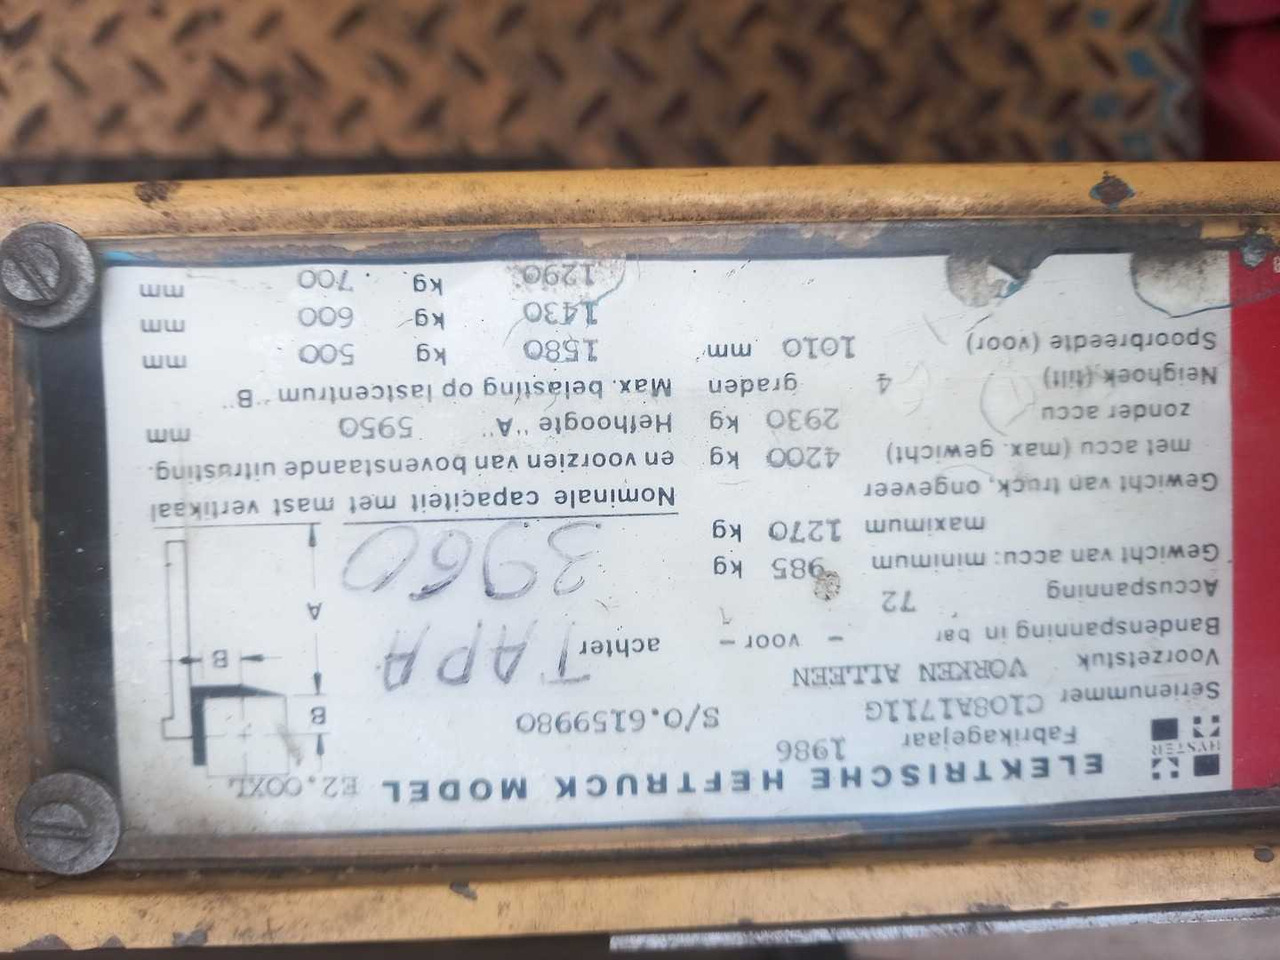 HYSTER
ELEKTRISCHE HEFTRUCK MODEL E2.00XL
Fabrikagejaar 1986
Serienummer C108A1711G S/O.6159980
Voorzetstuk VORKEN ALLEEN
Bandenspanning in bar - voor - achter
TAPA
Accuspanning 72
Gewicht van accu: minimum 985 kg
maximum 1270 kg
3960
B
B
A
Gewicht van truck, ongeveer
met accu (max. gewicht) 4200 kg
zonder accu 2930 kg
Neighoek (tilt) 4 graden
Spoorbreedte (voor) 1010 mm
Nominale capaciteit met mast vertikaal
en voorzien van bovenstaande uitrusting.
Hefhoogte "A" 5950 mm
Max. belasting op lastcentrum "B"
1580 kg 500 mm
1430 kg 600 mm
1290 kg 700 mm